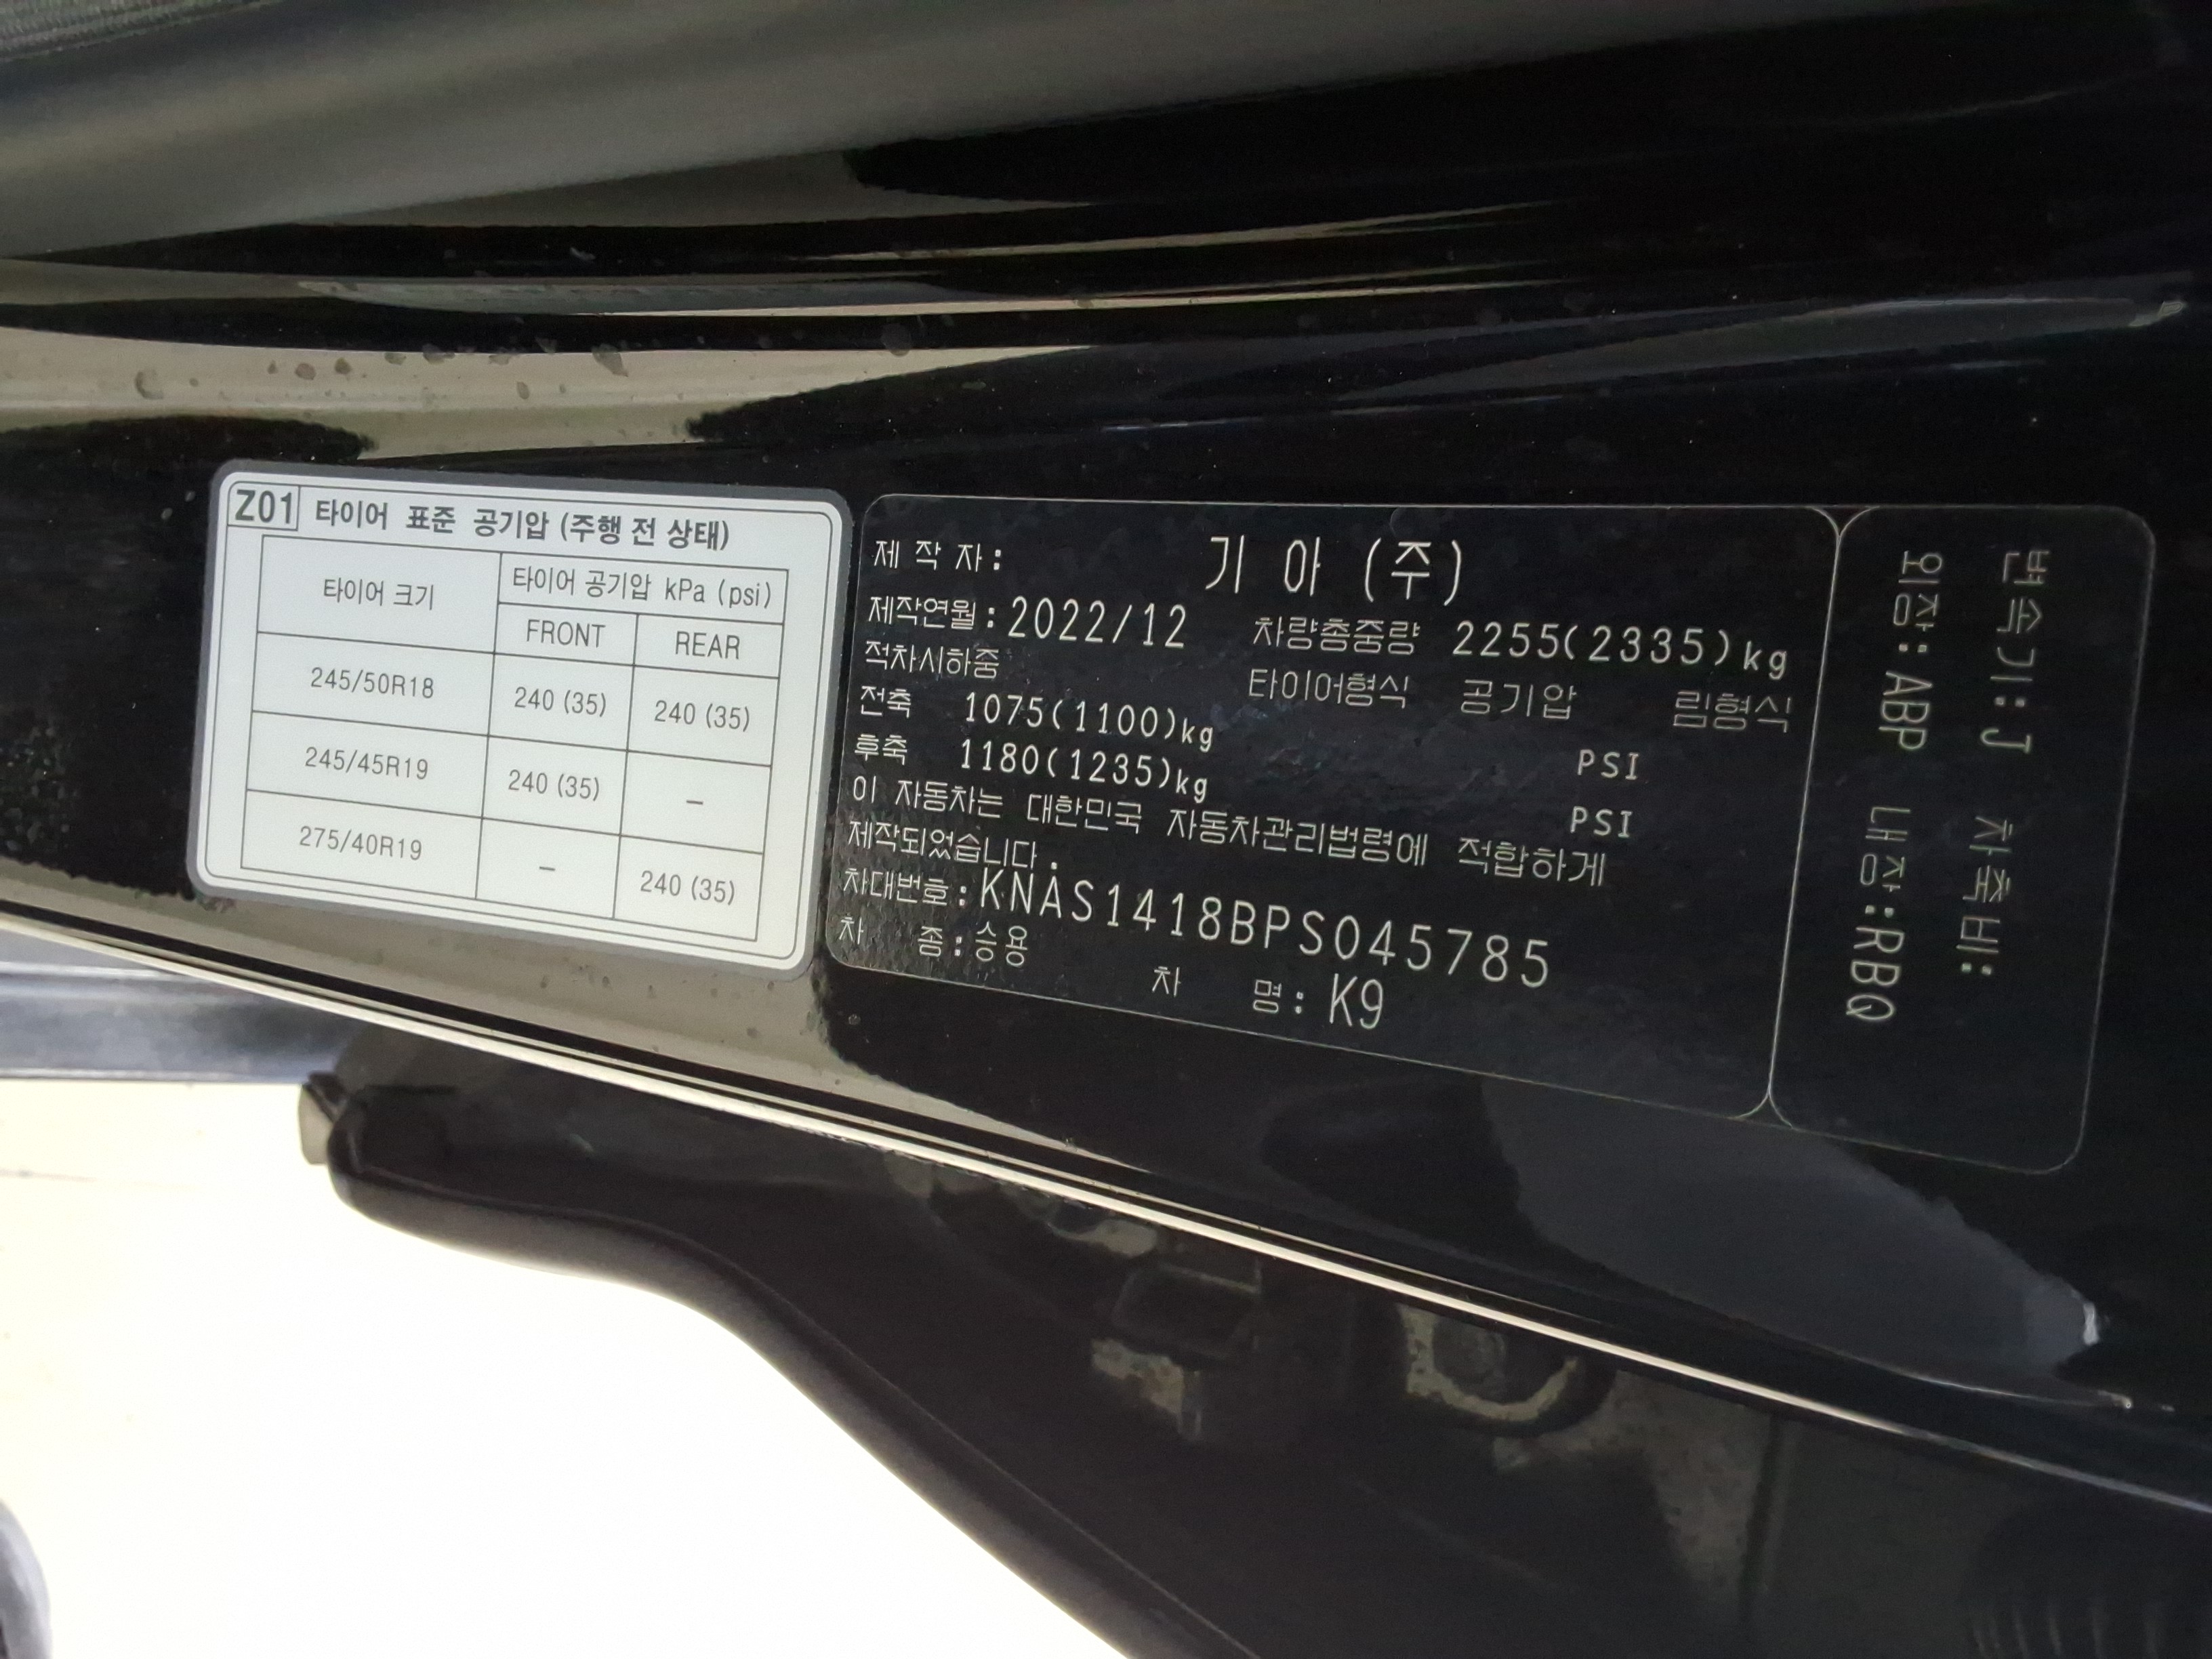 Z01 타이어 표준 공기압 (주행 전 상태)
타이어 크기 타이어 공기압 kPa (psi)
FRONT REAR
245/50R18 240 (35) 240 (35)
245/45R19 240 (35) –
275/40R19 – 240 (35)
제 작 자 : 기 아 (주)
제작연월 : 2022/12 차량총중량 2255(2335)kg
적차시하중 타이어형식 공기압 림형식
전축 1075(1100)kg PSI
후축 1180(1235)kg PSI
이 자동차는 대한민국 자동차관리법령에 적합하게
제작되었습니다.
차대번호 : KNAS1418BPS045785
차 종 : 승용 차 명 : K9
변속기 : J 차축비 :
외장 : ABP 내장 : RBQ